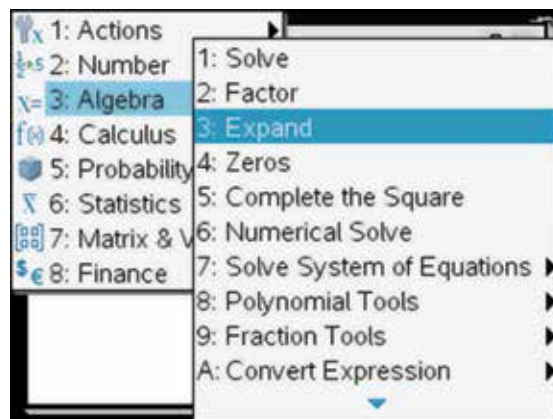 1: Actions
2: Number
3: Algebra
4: Calculus
5: Probability
6: Statistics
7: Matrix & V
8: Finance
1: Solve
2: Factor
3: Expand
4: Zeros
5: Complete the Square
6: Numerical Solve
7: Solve System of Equations
8: Polynomial Tools
9: Fraction Tools
A: Convert Expression